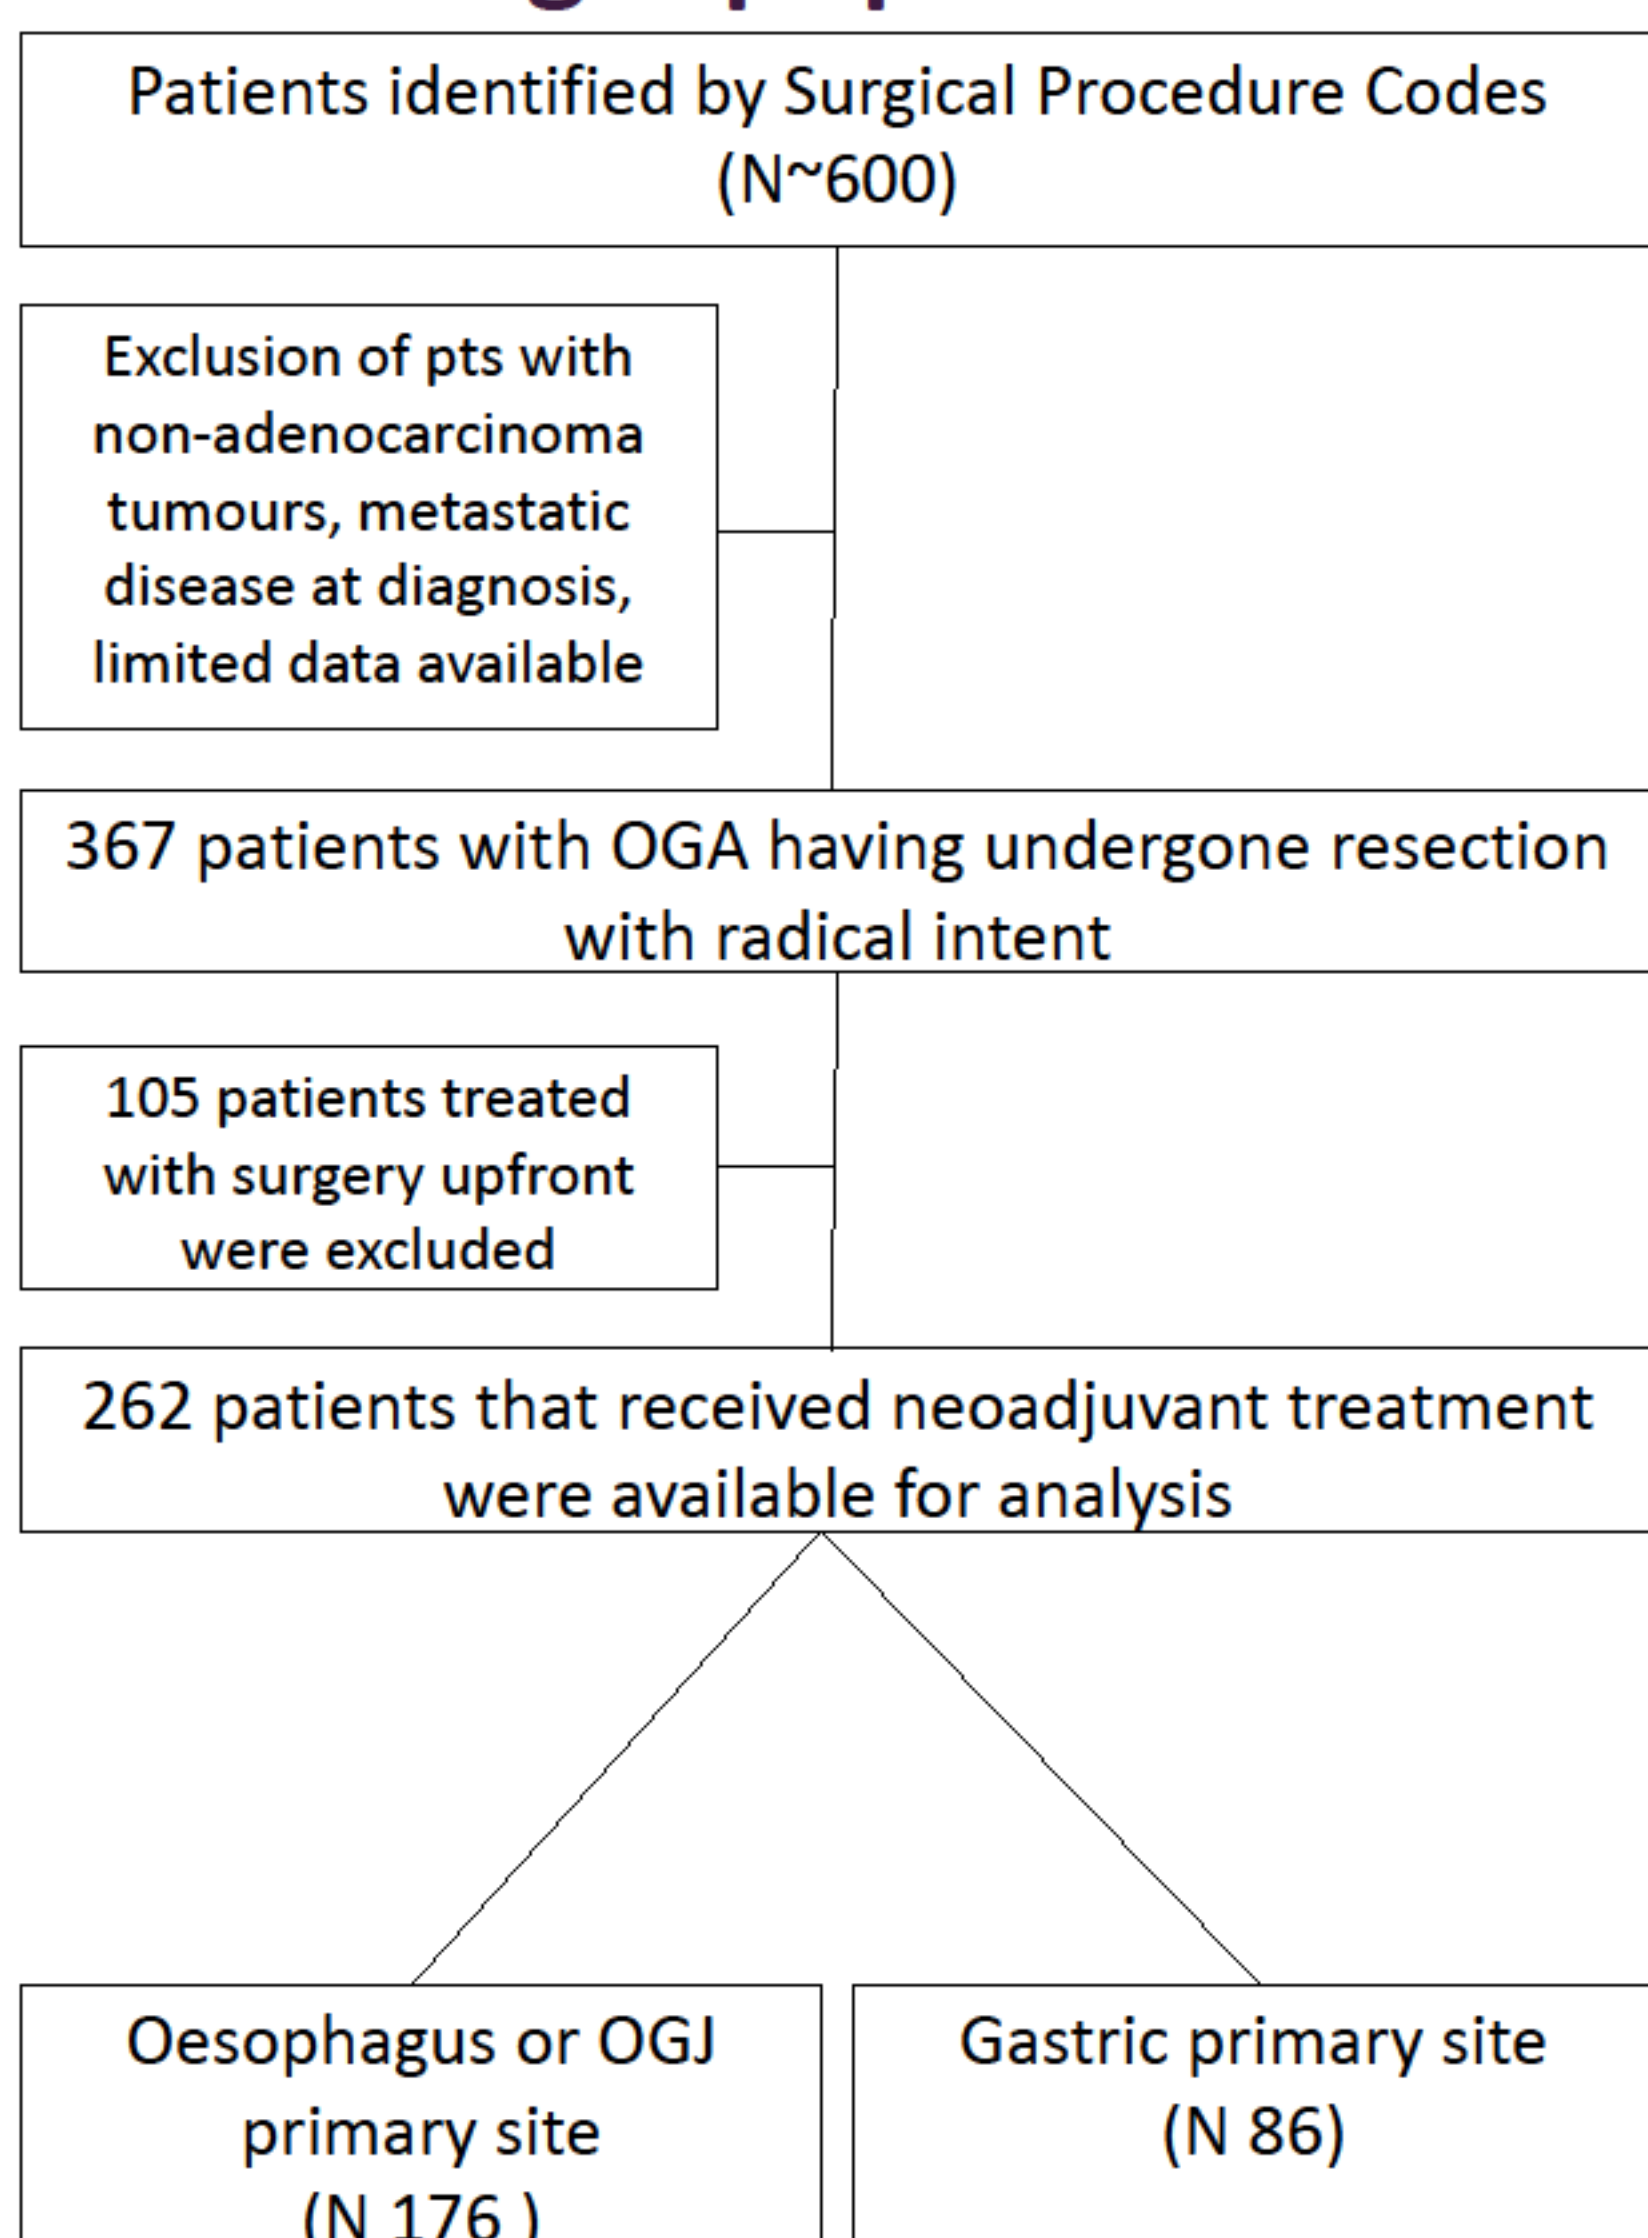 Patients identified by Surgical Procedure Codes
(N~600)
Exclusion of pts with
non-adenocarcinoma
tumours, metastatic
disease at diagnosis,
limited data available
367 patients with OGA having undergone resection
with radical intent
105 patients treated
with surgery upfront
were excluded
262 patients that received neoadjuvant treatment
were available for analysis
Oesophagus or OGJ
primary site
(N 176 )
Gastric primary site
(N 86)